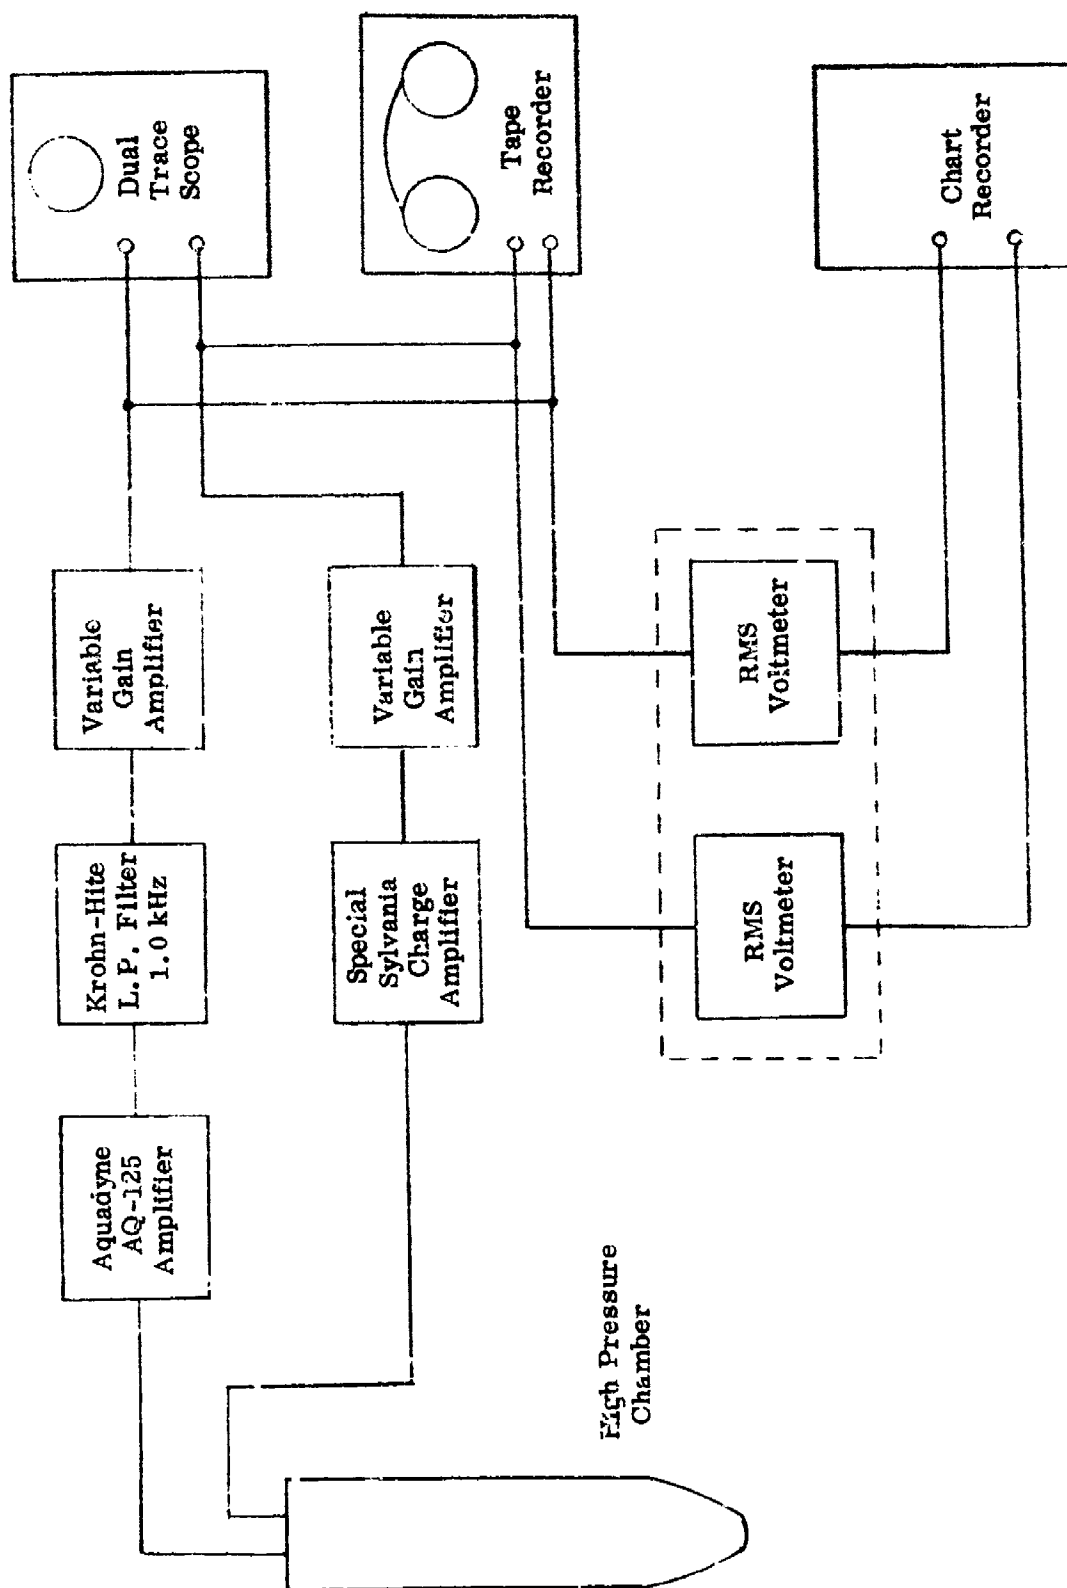 Dual
Trace
Scope
Tape
Recorder
Chart
Recorder
Variable
Gain
Amplifier
Variable
Gain
Amplifier
Krohn-Hite
L.P. Filter
1.0 kHz
Special
Sylvania
Charge
Amplifier
RMS
Voltmeter
RMS
Voltmeter
Aquadyne
AQ-125
Amplifier
High Pressure
Chamber